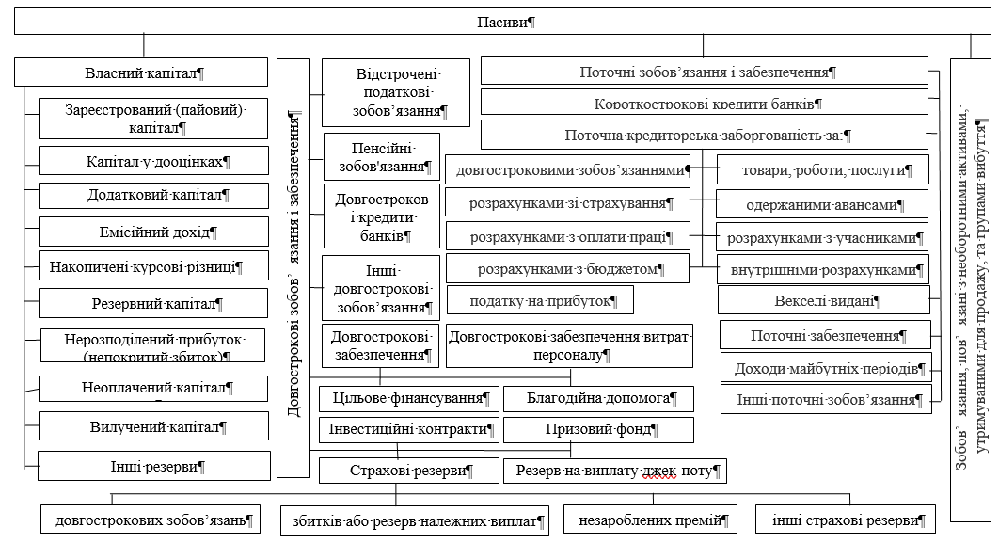 Пасиви¶
Власний·капітал¶
Зареєстрований·(пайовий)·
капітал¶
Капітал·у·дооцінках¶
Додатковий·капітал¶
Емісійний·дохід¶
Накопичені·курсові·різниці¶
Резервний·капітал¶
Нерозподілений·прибуток·
(непокритий·збиток)¶
Неоплачений·капітал¶
Вилучений·капітал¶
Інші·резерви¶
Довгострокові·зобов’язання·і·забезпечення¶
Відстрочені·
податкові·
зобов’язання¶
Пенсійні·
зобов'язання¶
Довгостроков
і·кредити·
банків¶
Інші·
довгострокові·
зобов’язання¶
Довгострокові·
забезпечення¶
Довгострокові·забезпечення·витрат·
персоналу¶
Цільове·фінансування¶
Благодійна·допомога¶
Інвестиційні·контракти¶
Призовий·фонд¶
Страхові·резерви¶
Резерв·на·виплату·джек-поту¶
довгострокових·зобов’язань¶
збитків·або·резерв·належних·виплат¶
незароблених·премій¶
інші·страхові·резерви¶
Поточні·зобов’язання·і·забезпечення¶
Короткострокові·кредити·банків¶
Поточна·кредиторська·заборгованість·за:¶
довгостроковими·зобов’язаннями¶
товари,·роботи,·послуги¶
розрахунками·зі·страхування¶
одержаними·авансами¶
розрахунками·з·оплати·праці¶
розрахунками·з·учасниками¶
розрахунками·з·бюджетом¶
внутрішніми·розрахунками¶
податку·на·прибуток¶
Векселі·видані¶
Поточні·забезпечення¶
Доходи·майбутніх·періодів¶
Інші·поточні·зобов’язання¶
Зобов’язання,·пов’язані·з·необоротними·активами,·
утримуваними·для·продажу,·та·групами·вибуття¶